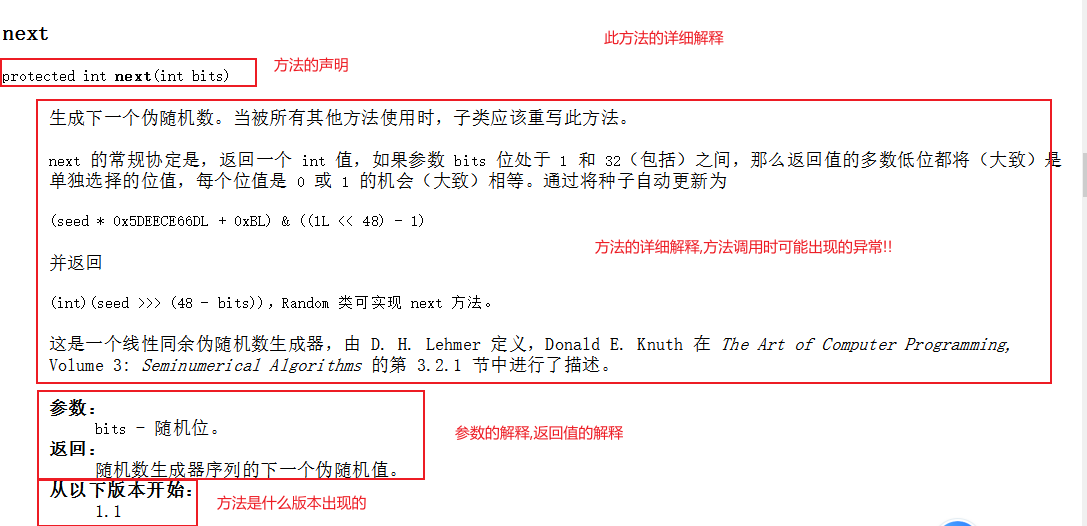 next
此方法的详细解释
protected int next(int bits)
方法的声明
生成下一个伪随机数。当被所有其他方法使用时，子类应该重写此方法。
next 的常规协定是，返回一个 int 值，如果参数 bits 位处于 1 和 32（包括）之间，那么返回值的多数低位都将（大致）是
单独选择的位值，每个位值是 0 或 1 的机会（大致）相等。通过将种子自动更新为
(seed * 0x5DEECE66DL + 0xBL) & ((1L << 48) - 1)
方法的详细解释,方法调用时可能出现的异常!!
并返回
(int)(seed >>> (48 - bits))，Random 类可实现 next 方法。
这是一个线性同余伪随机数生成器，由 D. H. Lehmer 定义，Donald E. Knuth 在 The Art of Computer Programming,
Volume 3: Seminumerical Algorithms 的第 3.2.1 节中进行了描述。
参数：
bits - 随机位。
参数的解释,返回值的解释
返回：
随机数生成器序列的下一个伪随机值。
从以下版本开始：
方法是什么版本出现的
1.1